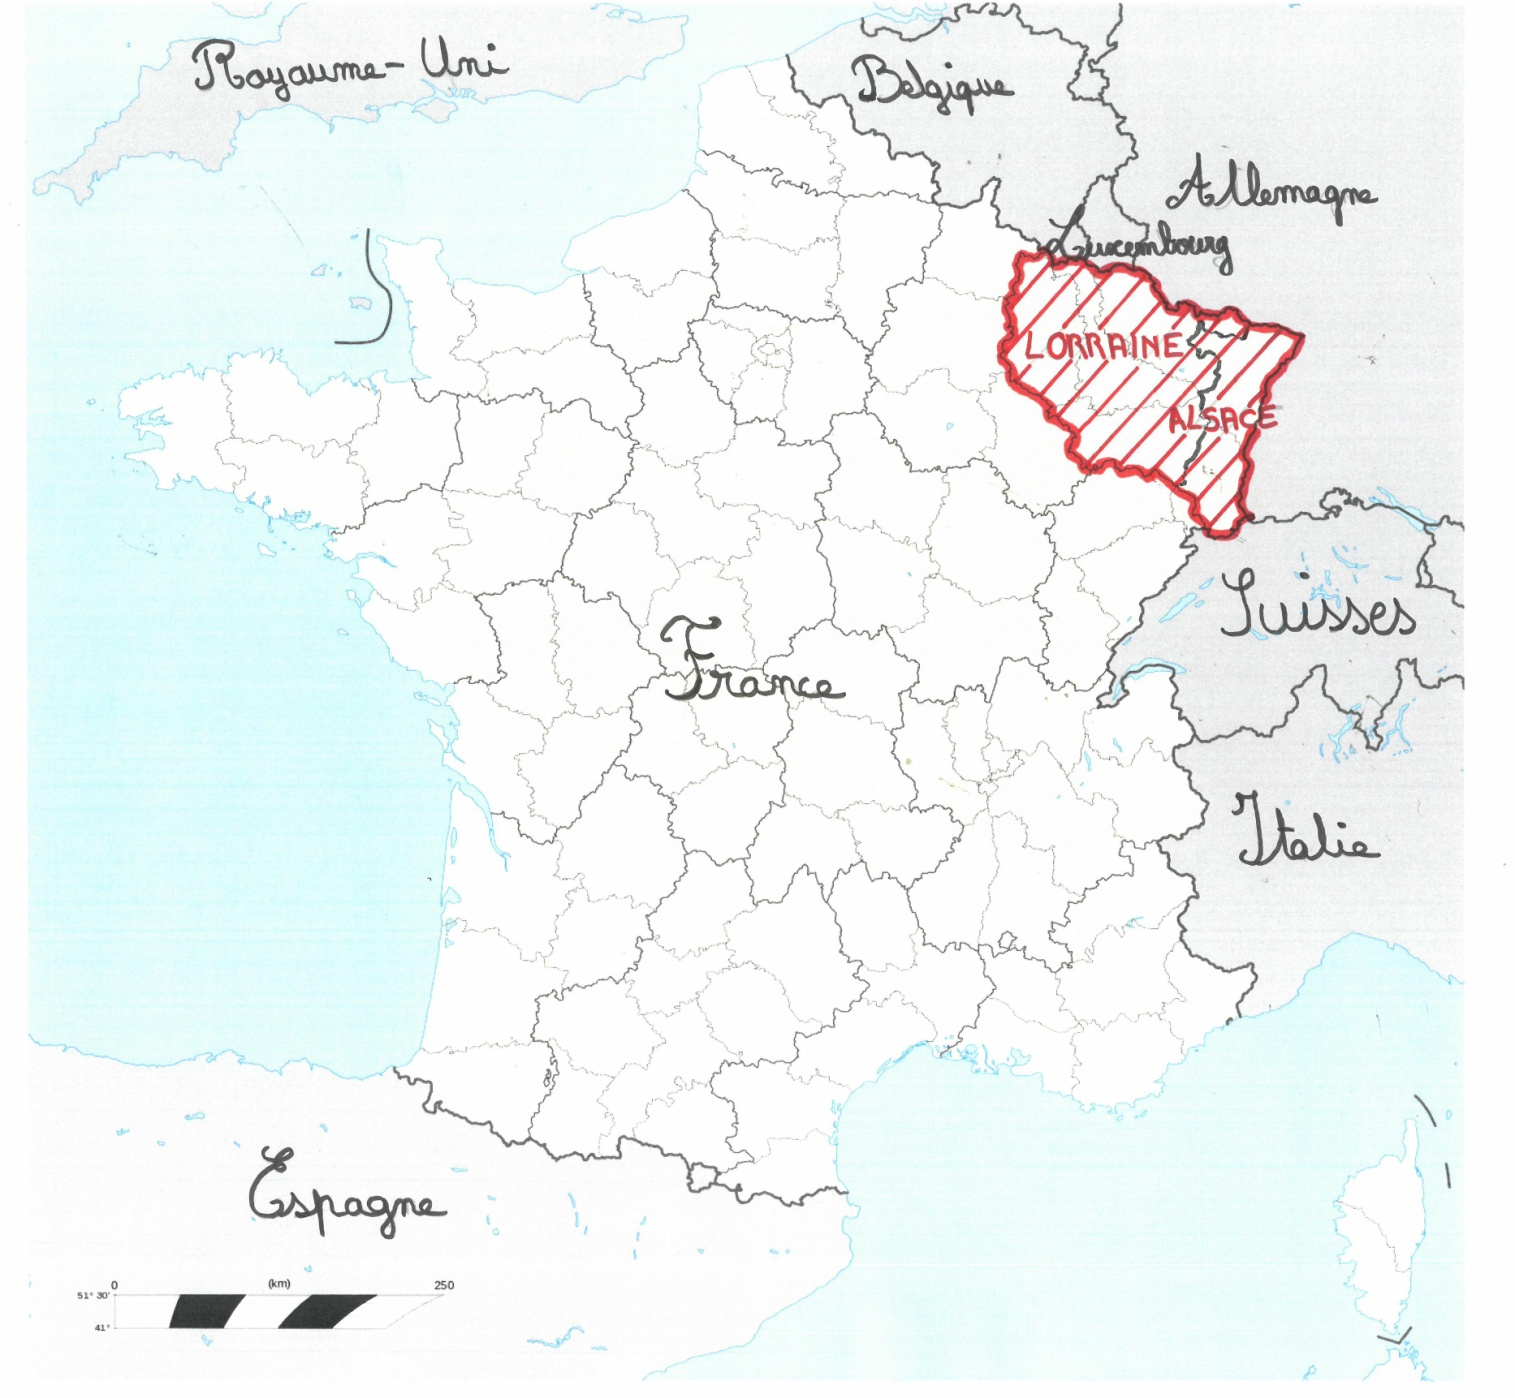 Royaume-Uni
Belgique
Allemagne
Luxembourg
LORRAINE
ALSACE
Suisses
France
Italie
Espagne
0 (km) 250
51° 30'
41°